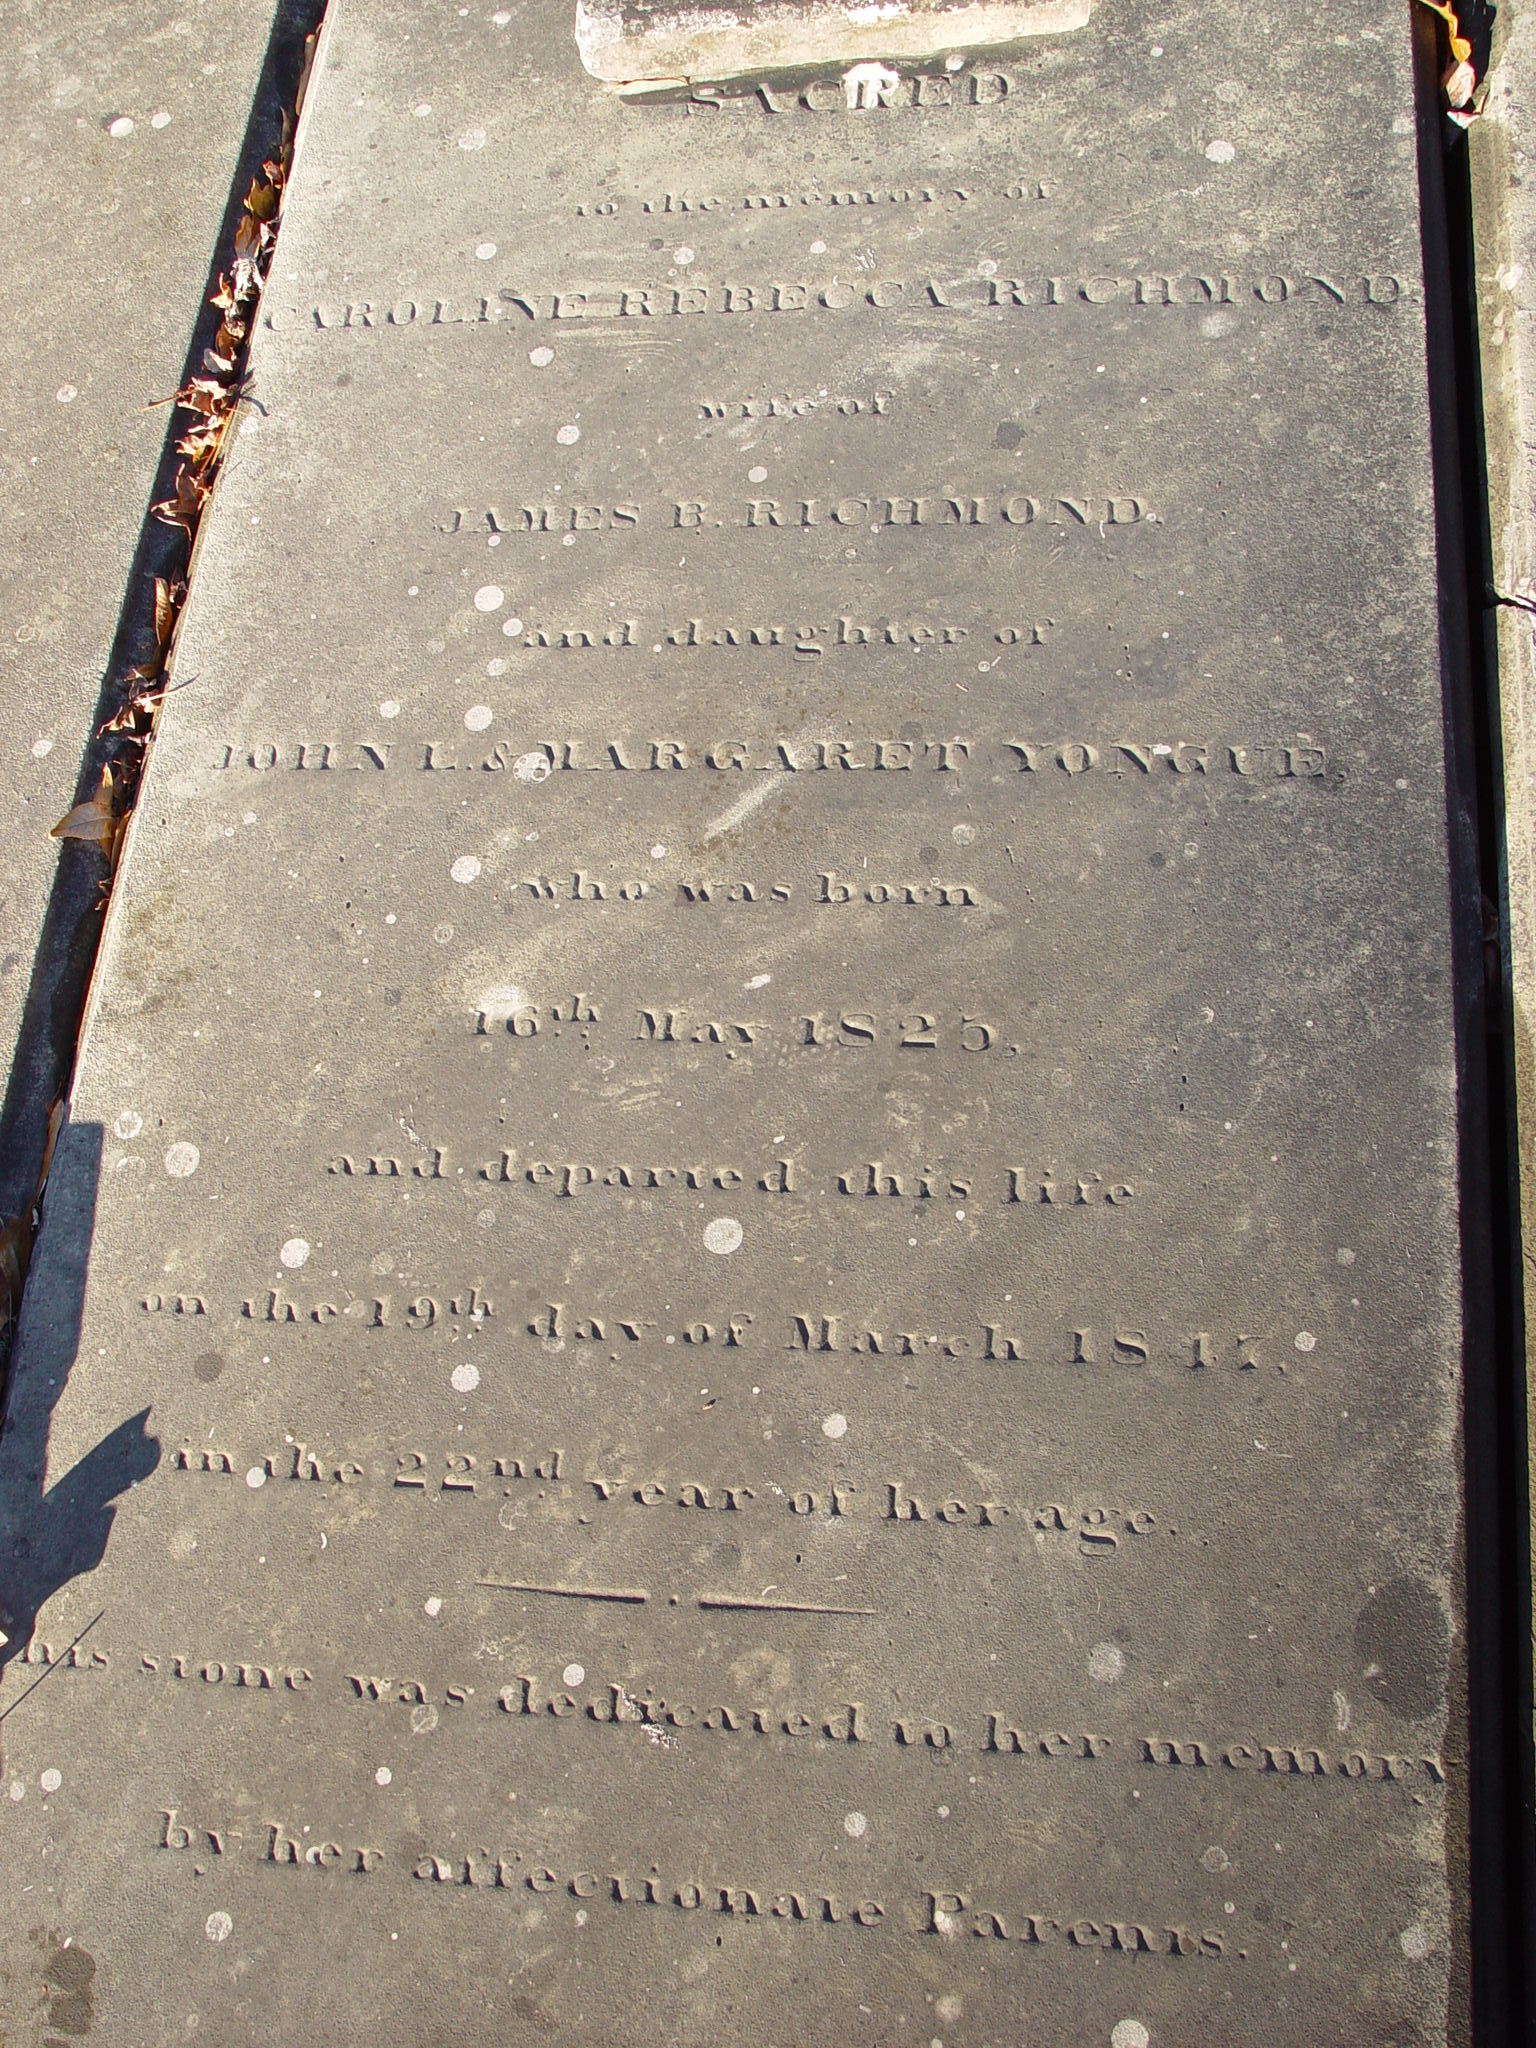 SACRED
to the memory of
CAROLINE REBECCA RICHMOND,
wife of
JAMES B. RICHMOND,
and daughter of
JOHN L. & MARGARET YONGUE,
who was born
16th May 1825,
and departed this life
on the 19th day of March 1847,
in the 22nd year of her age.
his stone was dedicated to her memory
by her affectionate Parents.